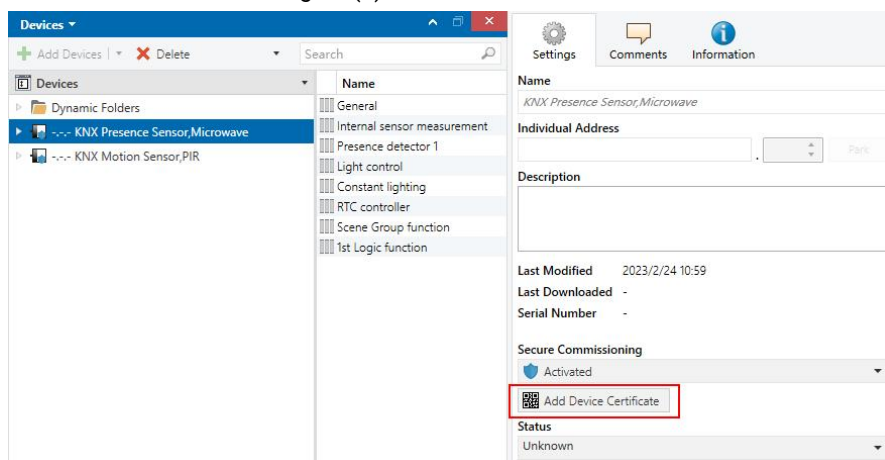 Devices
Add Devices
Delete
Search
Devices
Dynamic Folders
-.-.- KNX Presence Sensor,Microwave
-.-.- KNX Motion Sensor,PIR
Name
General
Internal sensor measurement
Presence detector 1
Light control
Constant lighting
RTC controller
Scene Group function
1st Logic function
Settings
Comments
Information
Name
KNX Presence Sensor,Microwave
Individual Address
. Park
Description
Last Modified 2023/2/24 10:59
Last Downloaded -
Serial Number -
Secure Commissioning
Activated
Add Device Certificate
Status
Unknown